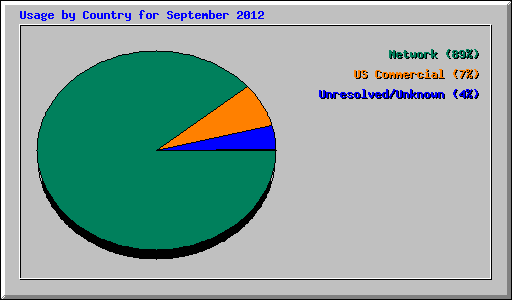 Usage by Country for September 2012
Network (89%)
US Commercial (7%)
Unresolved/Unknown (4%)